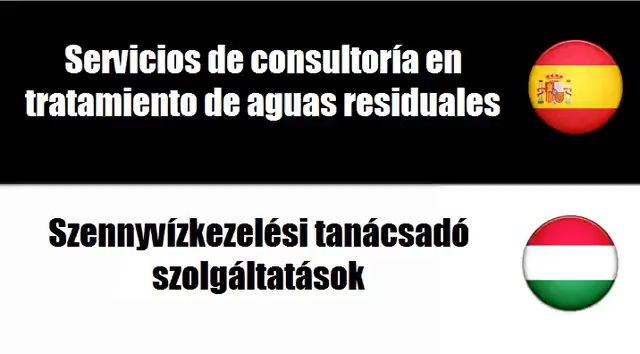 Servicios de consultoría en
tratamiento de aguas residuales
Szennyvízkezelési tanácsadó
szolgáltatások